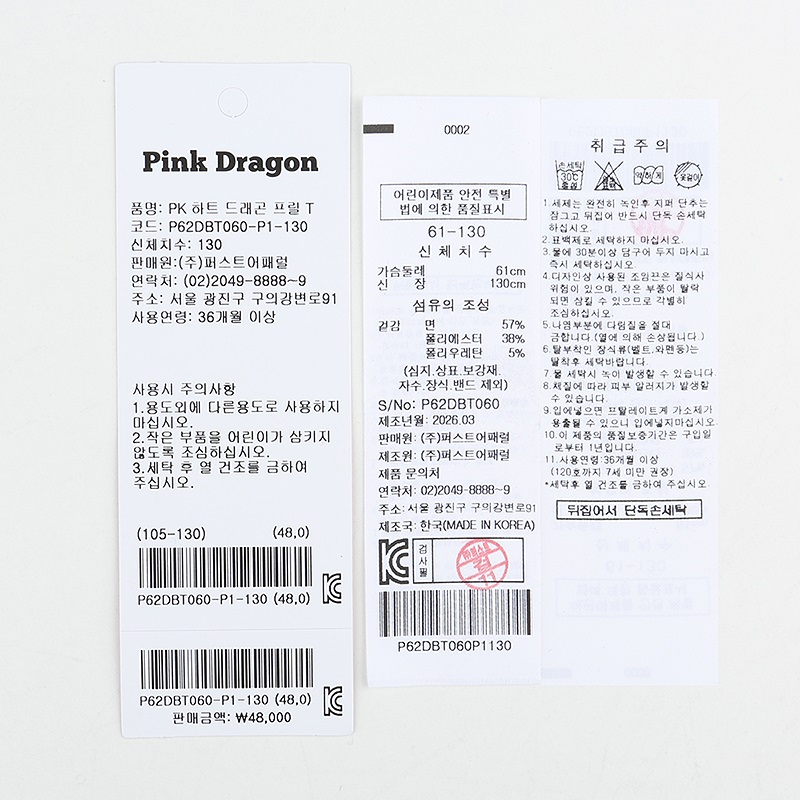 Pink Dragon
품명: PK 하트 드래곤 프릴 T
코드: P62DBT060-P1-130
신체치수: 130
판매원:(주)퍼스트어패럴
연락처: (02)2049-8888~9
주소: 서울 광진구 구의강변로91
사용연령: 36개월 이상
사용시 주의사항
1.용도외에 다른용도로 사용하지
마십시오.
2.작은 부품을 어린이가 삼키지
않도록 조심하십시오.
3.세탁 후 열 건조를 금하여
주십시오.
(105-130) (48,0)
P62DBT060-P1-130 (48,0)
P62DBT060-P1-130 (48,0)
판매금액: ₩48,000
0002
어린이제품 안전 특별
법에 의한 품질표시
61-130
신체치수
가슴둘레 61cm
신 장 130cm
섬유의 조성
겉감 면 57%
폴리에스터 38%
폴리우레탄 5%
(심지.상표.보강재.
자수.장식.밴드 제외)
S/No: P62DBT060
제조년월: 2026.03
판매원: (주)퍼스트어패럴
제조원: (주)퍼스트어패럴
제품 문의처
연락처: 02)2049-8888~9
주소: 서울 광진구 구의강변로91
제조국: 한국(MADE IN KOREA)
검사필
P62DBT060P1130
취급주의
손세탁
30℃
중성
약하게
옷걸이
1.세제는 완전히 녹인후 지퍼 단추는
잠그고 뒤집어 반드시 단독 손세탁
하십시오.
2.표백제로 세탁하지 마십시오.
3.물에 30분이상 담구어 두지 마시고
즉시 세탁하십시오.
4.디자인상 사용된 조임끈은 질식사
위험이 있으며, 작은 부품이 탈락
되면 삼킬 수 있으므로 각별히
조심하십시오.
5.나염부분에 다림질을 절대
금합니다.(열에 의해 손상됩니다.)
6.탈부착인 장식류(벨트,와펜등)는
탈착후 세탁바랍니다.
7.물 세탁시 녹이 발생할 수 있습니다.
8.체질에 따라 피부 알러지가 발생할
수 있습니다.
9.입에넣으면 프탈레이트계 가소제가
용출될 수 있으니 입에넣지마십시오.
10.이 제품의 품질보증기간은 구입일
로부터 1년입니다.
11.사용연령:36개월 이상
(120호까지 7세 미만 권장)
*세탁후 열 건조를 금하여 주십시오
뒤집어서 단독손세탁